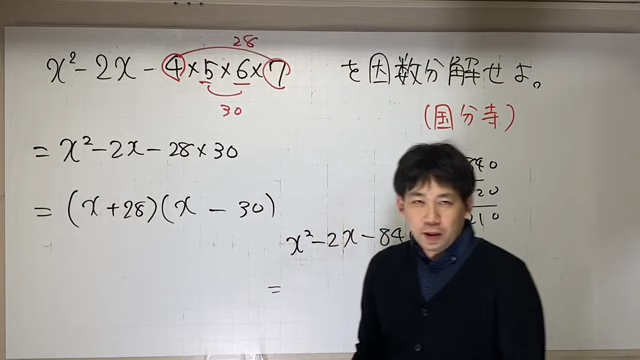 28
x² - 2x - 4×5×6×7 を因数分解せよ。
30
(国分寺)
= x² - 2x - 28×30
= (x + 28)(x - 30)
x² - 2x - 84
=